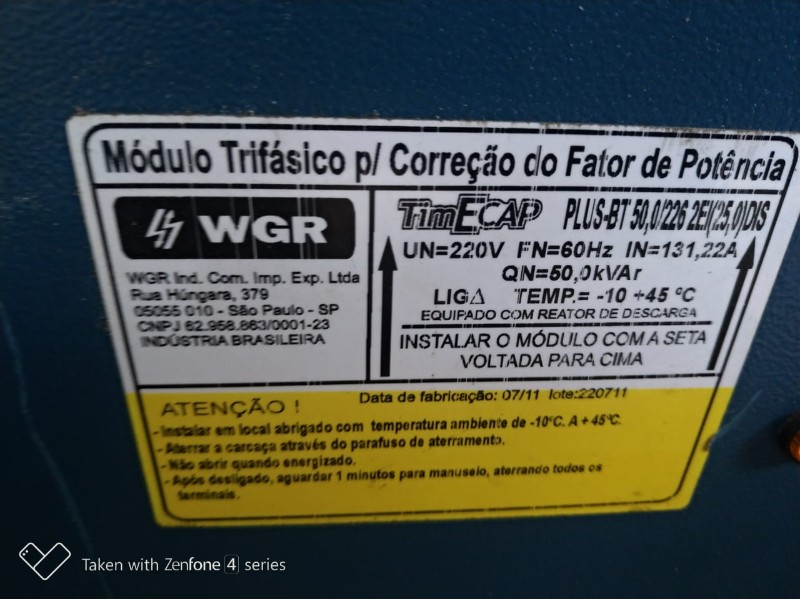 Módulo Trifásico p/ Correção do Fator de Potência
WGR
WGR Ind. Com. Imp. Exp. Ltda
Rua Húngara, 379
05055 010 - São Paulo - SP
CNPJ 62.958.863/0001-23
INDÚSTRIA BRASILEIRA
TimECAP PLUS-BT 50,0/226 2EI(25,0)DIS
UN=220V FN=60Hz IN=131,22A
QN=50,0kVAr
LIGΔ TEMP.= -10 +45 ºC
EQUIPADO COM REATOR DE DESCARGA
INSTALAR O MÓDULO COM A SETA
VOLTADA PARA CIMA
Data de fabricação: 07/11 lote:220711
ATENÇÃO !
- Instalar em local abrigado com temperatura ambiente de -10ºC. A + 45ºC.
- Aterrar a carcaça através do parafuso de aterramento.
- Não abrir quando energizado.
- Após desligado, aguardar 1 minutos para manuseio, aterrando todos os
terminais.
Taken with Zenfone 4 series